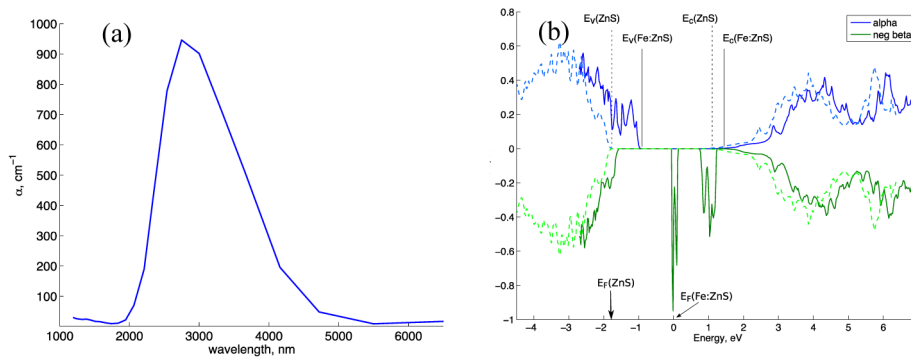 (a)
α, cm⁻¹
1000
900
800
700
600
500
400
300
200
100
1000 2000 3000 4000 5000 6000
wavelength, nm
(b)
Eᵥ(ZnS)
E꜀(ZnS)
Eᵥ(Fe:ZnS)
E꜀(Fe:ZnS)
alpha
neg beta
0.8
0.6
0.4
0.2
0
−0.2
−0.4
−0.6
−0.8
−1
E_F(ZnS)
E_F(Fe:ZnS)
−4 −3 −2 −1 0 1 2 3 4 5 6
Energy, eV